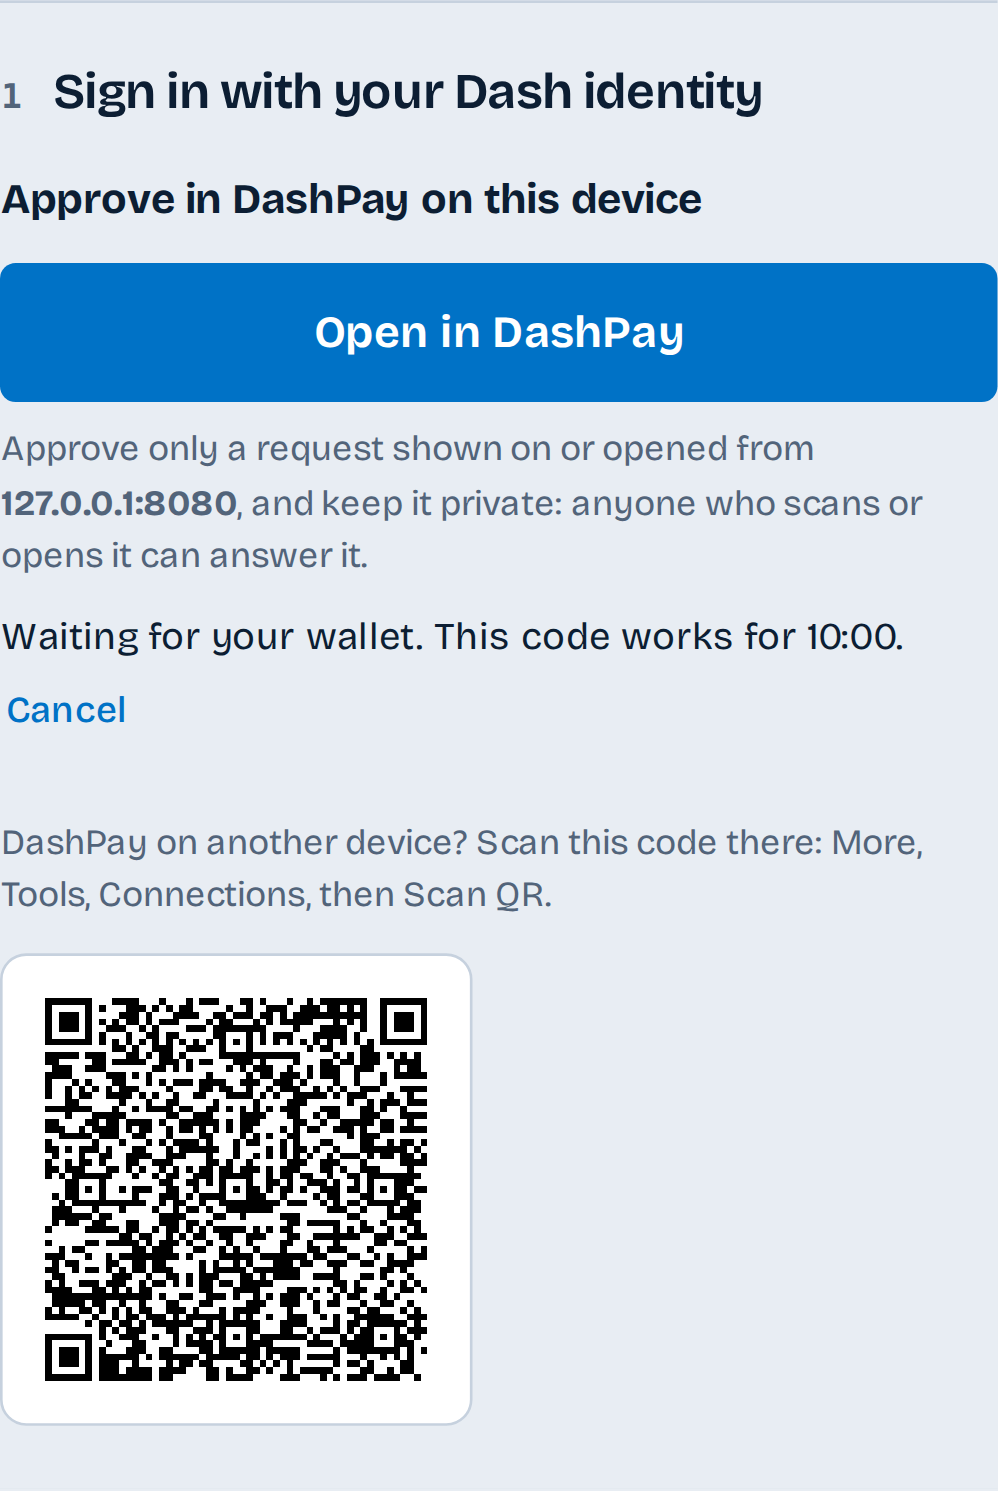 1 Sign in with your Dash identity
Approve in DashPay on this device
Open in DashPay
Approve only a request shown on or opened from
127.0.0.1:8080, and keep it private: anyone who scans or
opens it can answer it.
Waiting for your wallet. This code works for 10:00.
Cancel
DashPay on another device? Scan this code there: More,
Tools, Connections, then Scan QR.